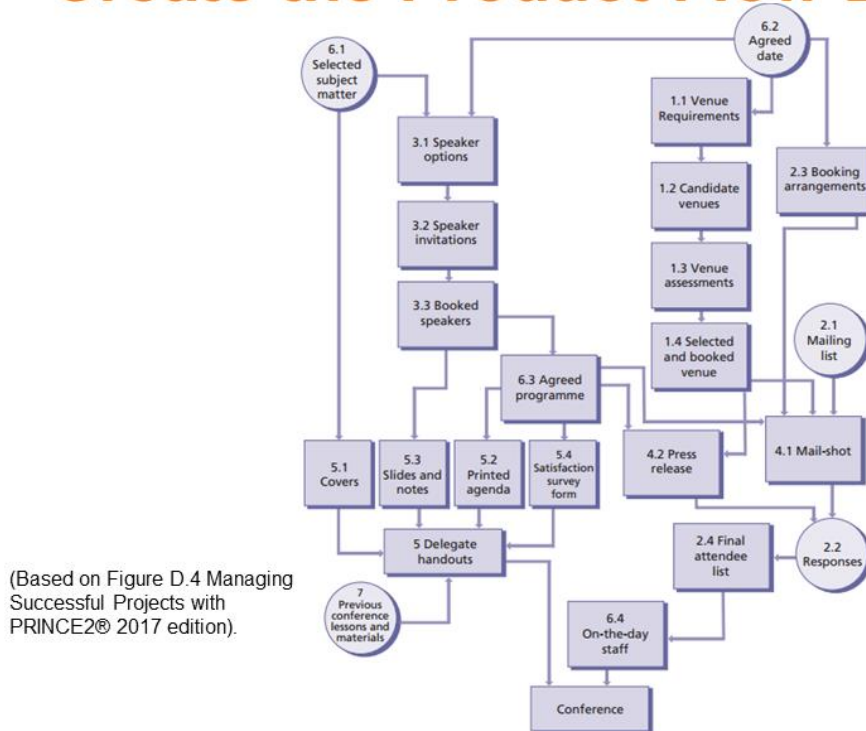 Create the Product Flow
6.1
Selected
subject
matter
6.2
Agreed
date
1.1 Venue
Requirements
3.1 Speaker
options
2.3 Booking
arrangements
1.2 Candidate
venues
3.2 Speaker
invitations
1.3 Venue
assessments
3.3 Booked
speakers
2.1
Mailing
list
1.4 Selected
and booked
venue
6.3 Agreed
programme
5.1
Covers
5.3
Slides and
notes
5.2
Printed
agenda
5.4
Satisfaction
survey
form
4.2 Press
release
4.1 Mail-shot
5 Delegate
handouts
2.4 Final
attendee
list
2.2
Responses
(Based on Figure D.4 Managing
Successful Projects with
PRINCE2® 2017 edition).
7
Previous
conference
lessons and
materials
6.4
On-the-day
staff
Conference